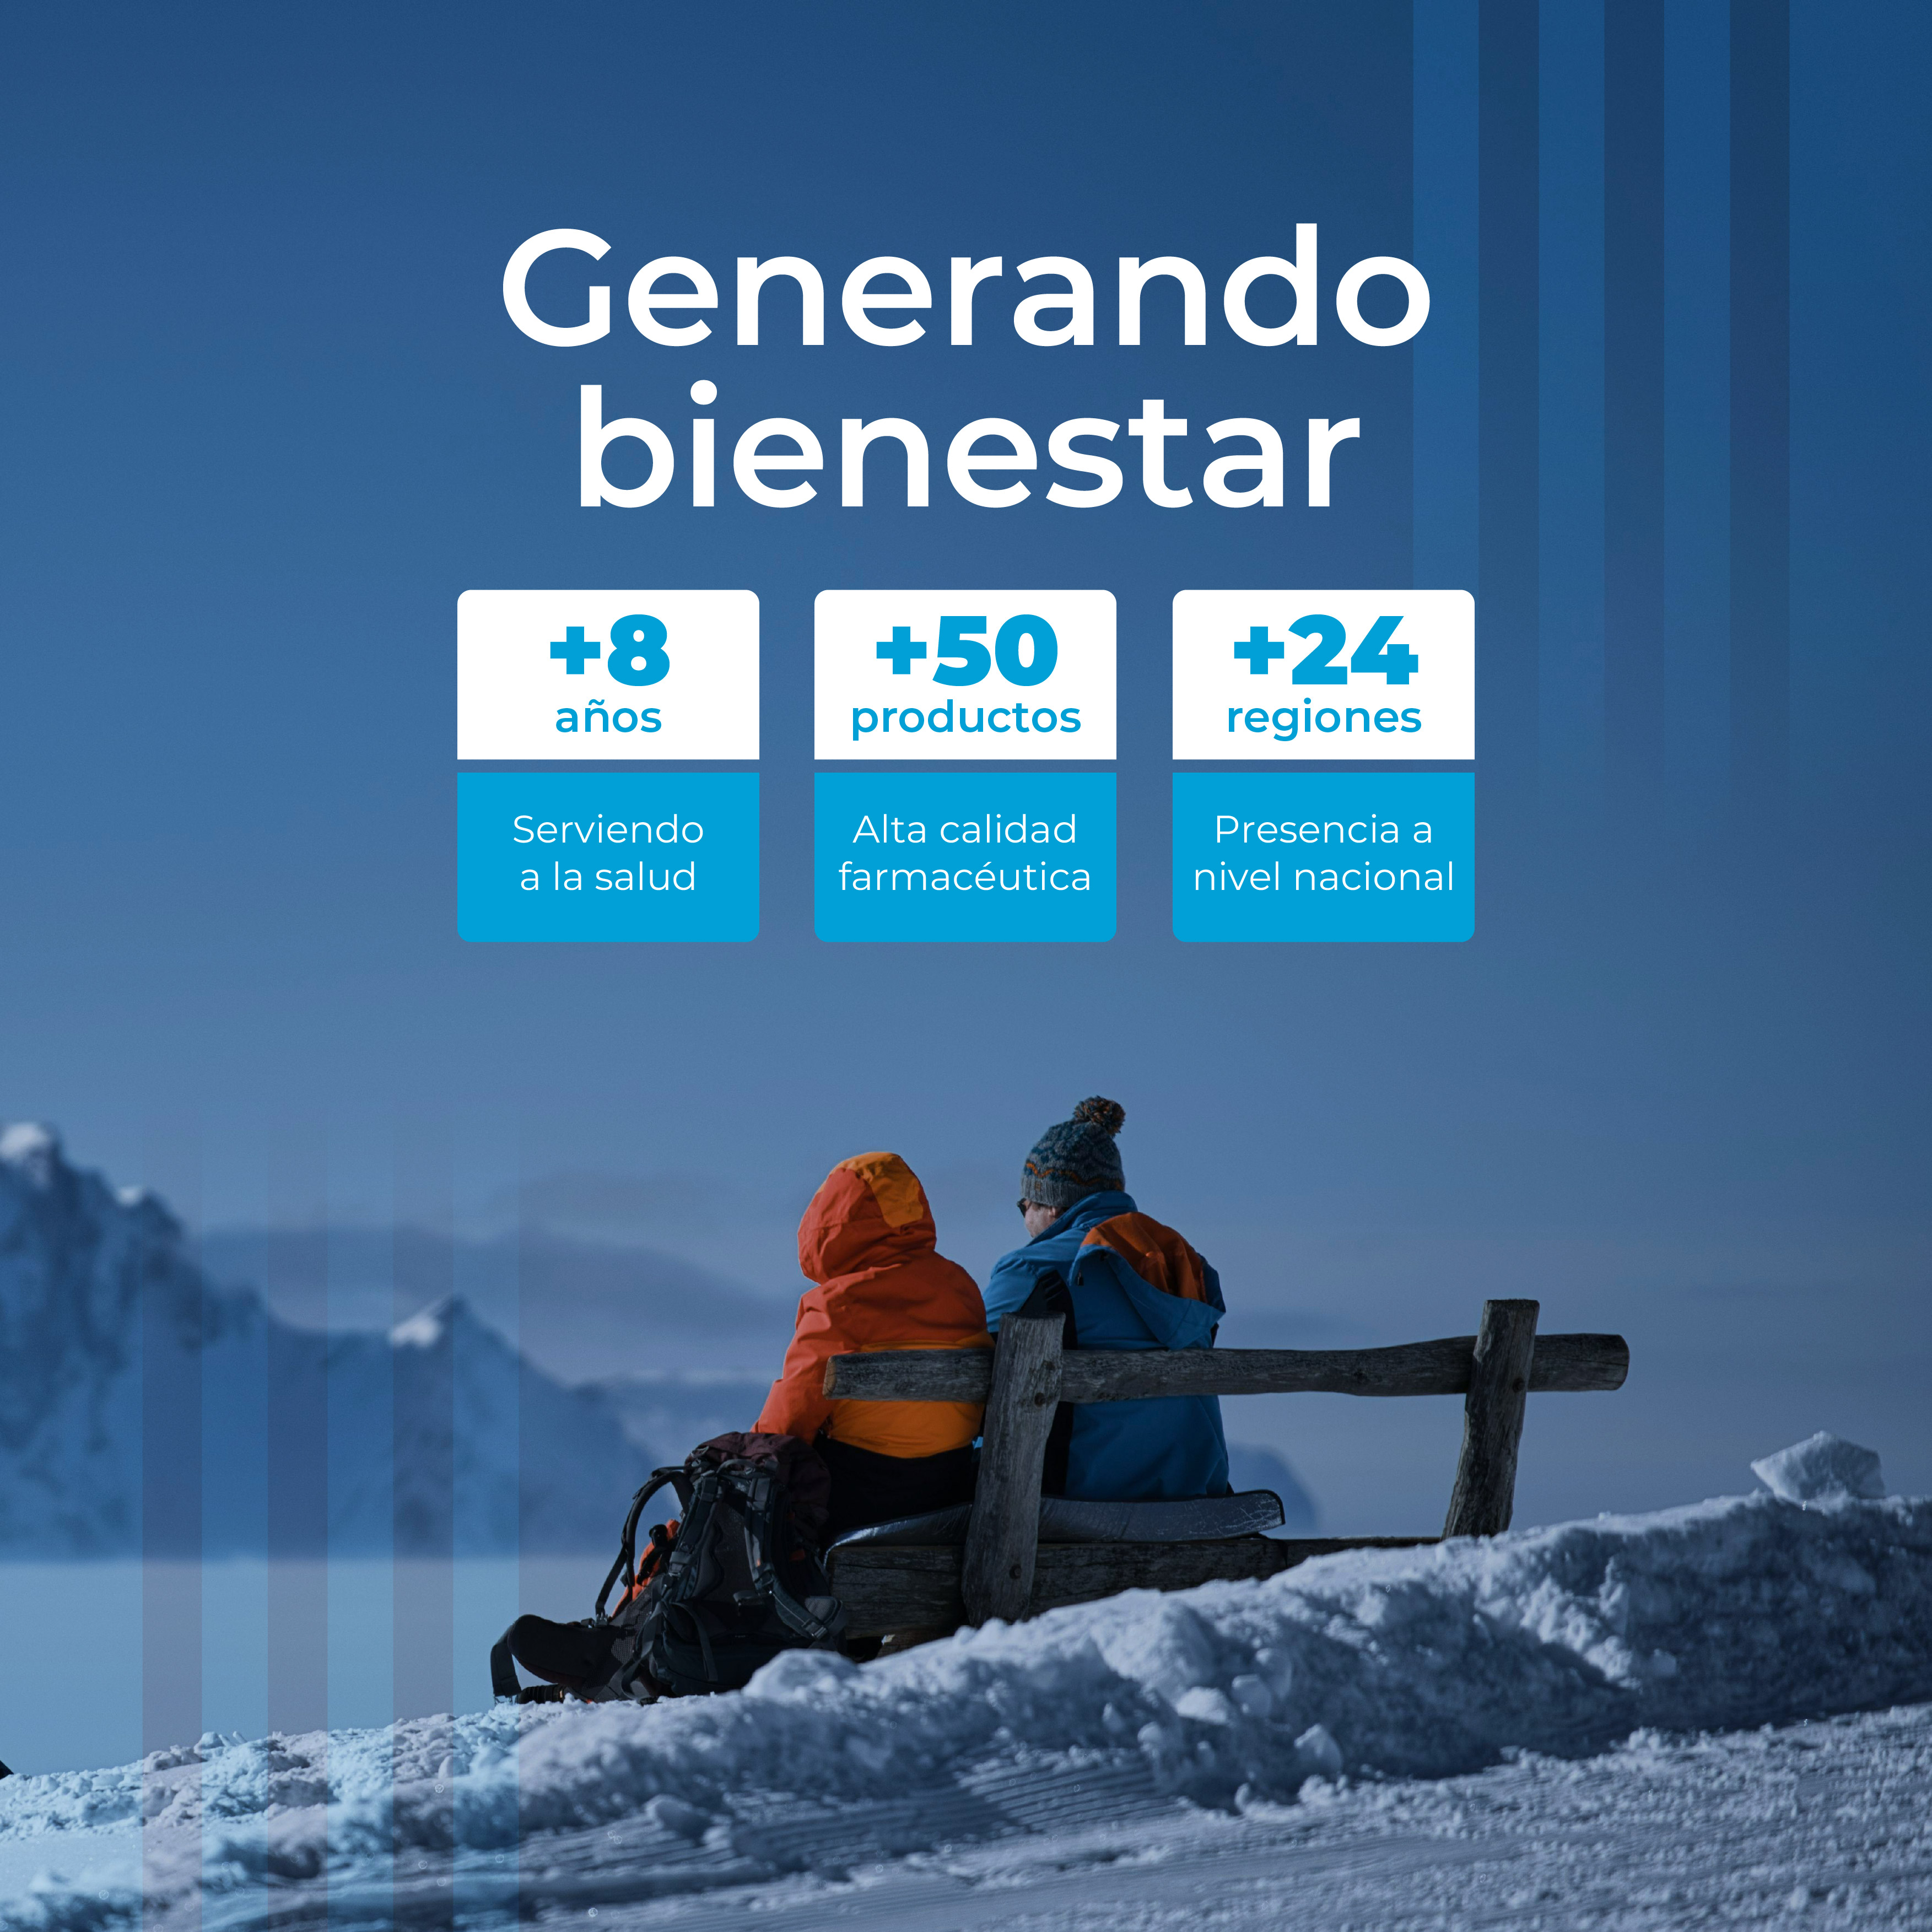 Generando
bienestar
+8
años
Serviendo
a la salud
+50
productos
Alta calidad
farmacéutica
+24
regiones
Presencia a
nivel nacional